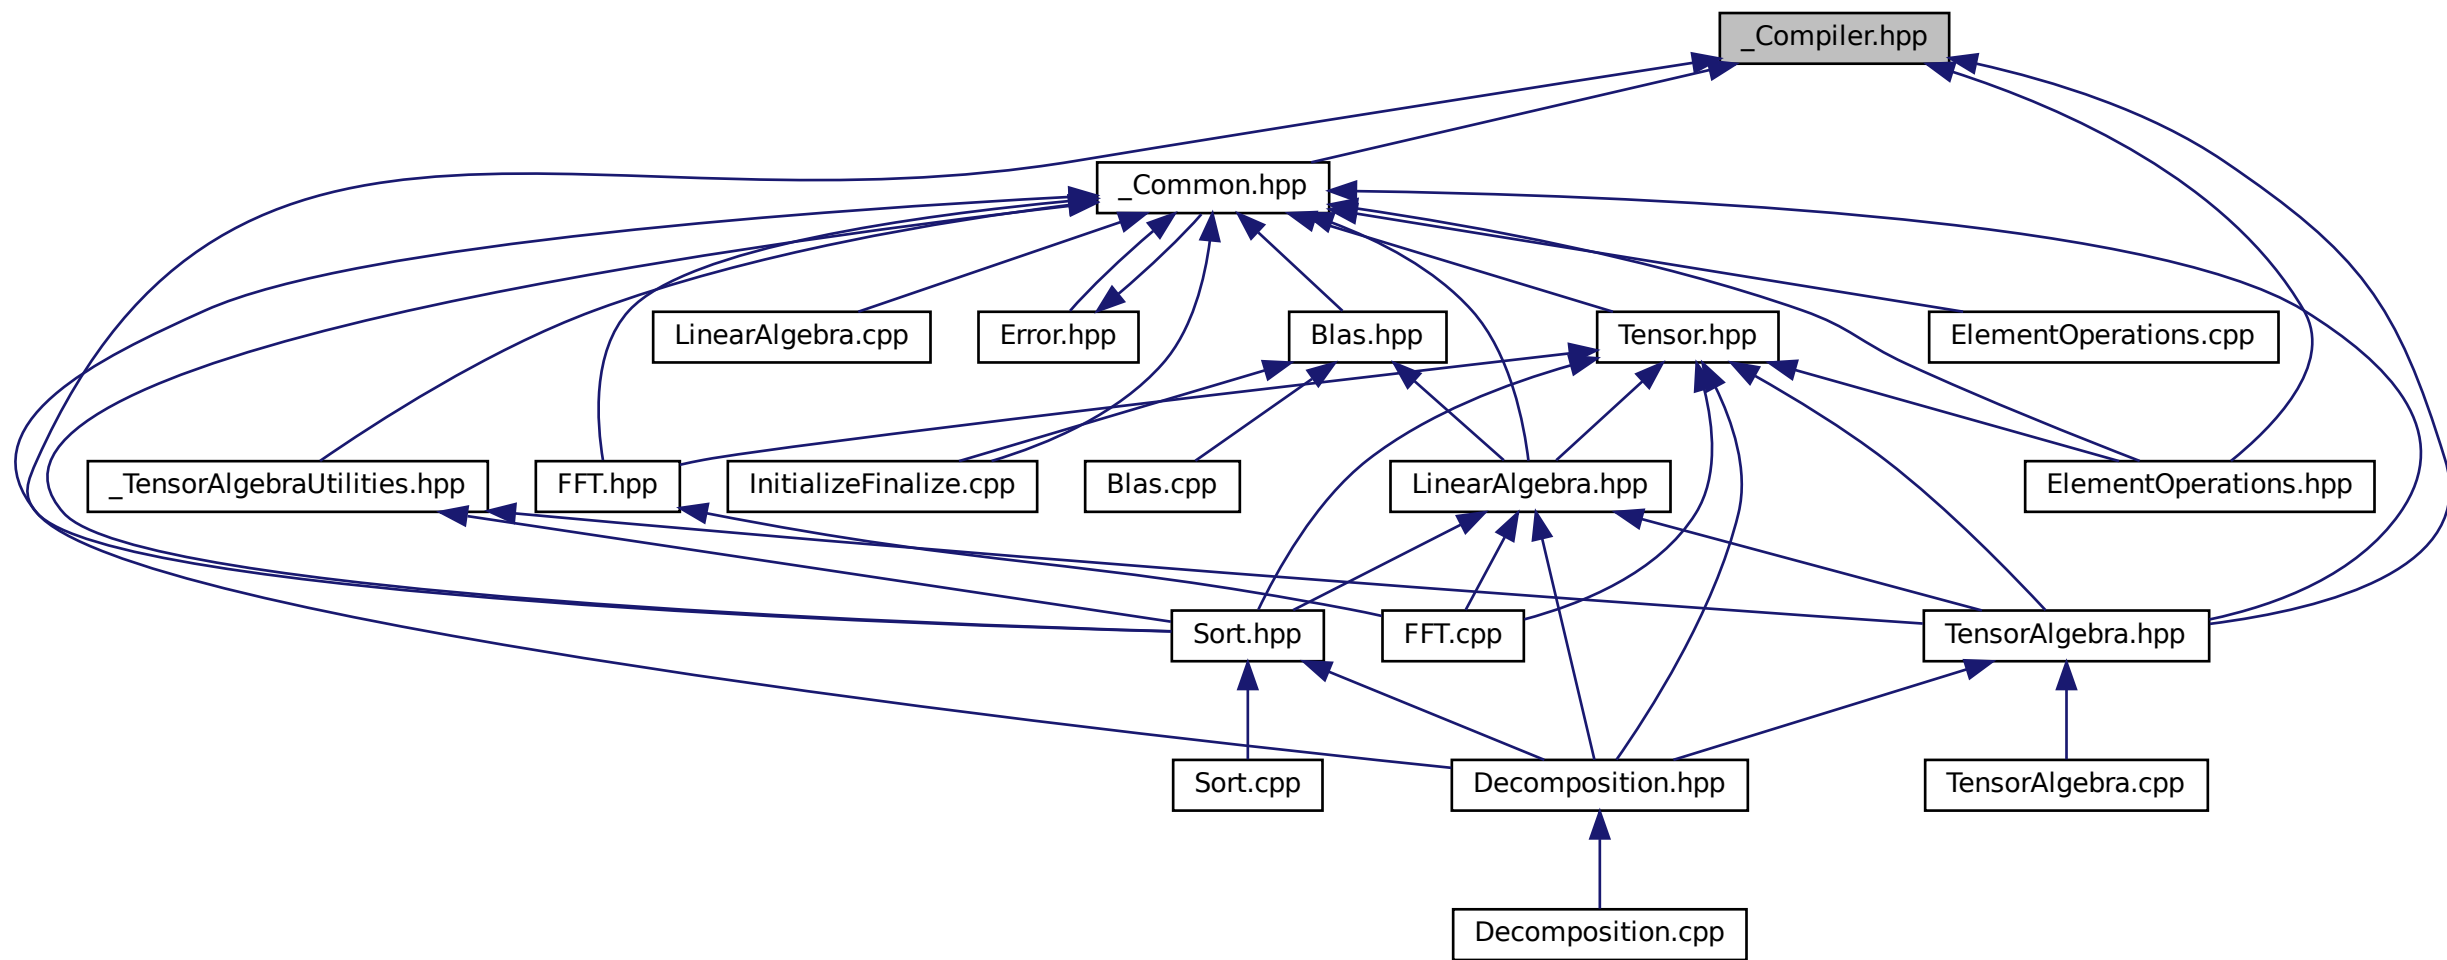 _Compiler.hpp
_Common.hpp
LinearAlgebra.cpp
Error.hpp
Blas.hpp
Tensor.hpp
ElementOperations.cpp
_TensorAlgebraUtilities.hpp
FFT.hpp
InitializeFinalize.cpp
Blas.cpp
LinearAlgebra.hpp
ElementOperations.hpp
Sort.hpp
FFT.cpp
TensorAlgebra.hpp
Sort.cpp
Decomposition.hpp
TensorAlgebra.cpp
Decomposition.cpp